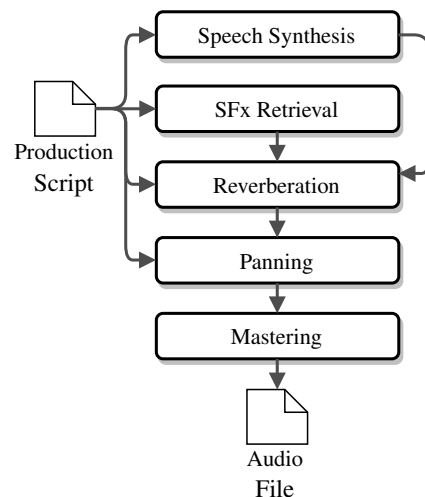 Speech Synthesis
SFx Retrieval
Production
Script
Reverberation
Panning
Mastering
Audio
File